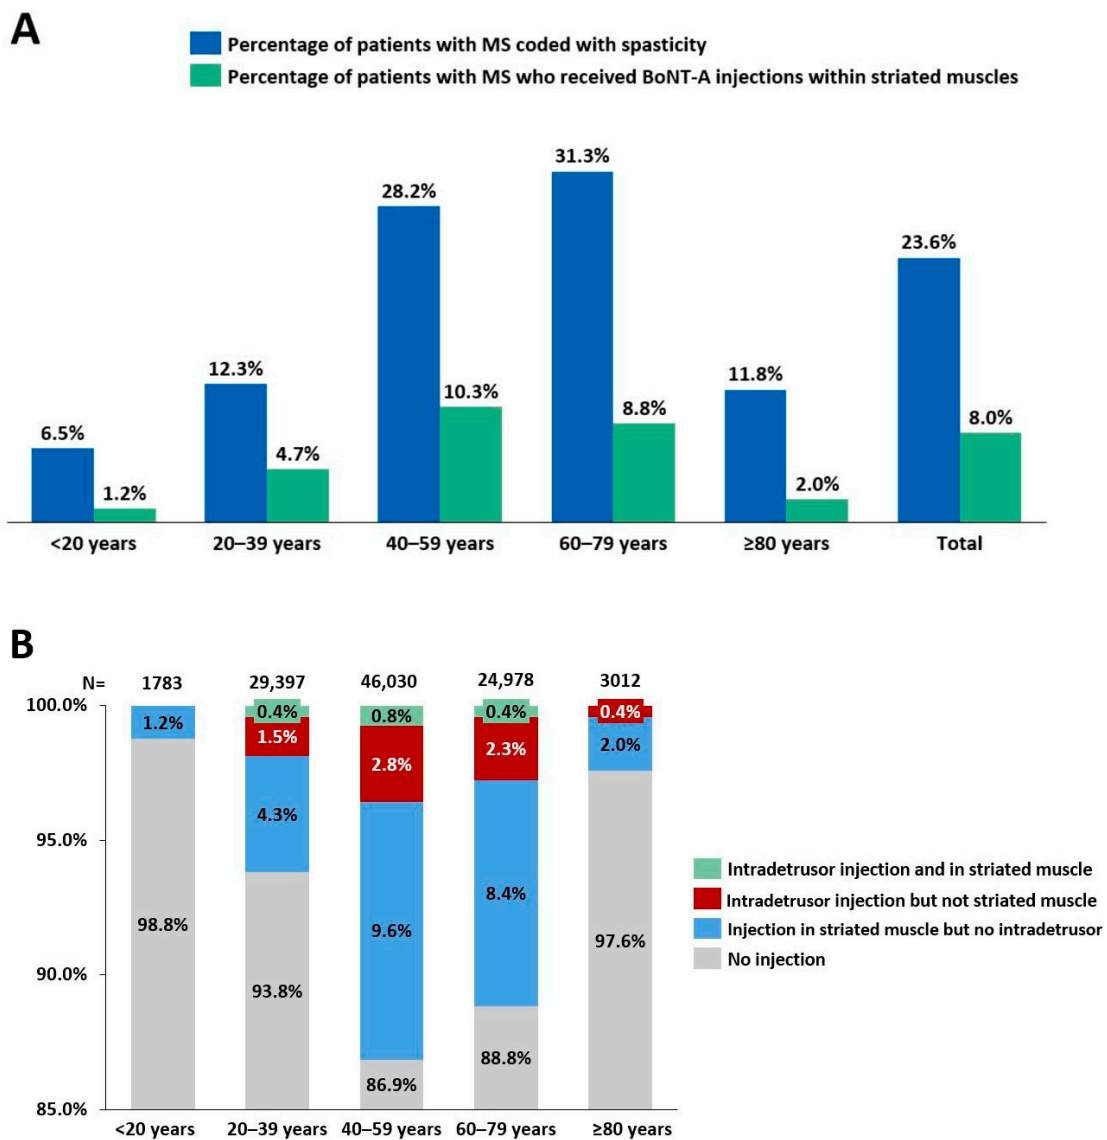 A
Percentage of patients with MS coded with spasticity
Percentage of patients with MS who received BoNT-A injections within striated muscles
31.3%
28.2%
23.6%
12.3%
11.8%
10.3%
8.8%
8.0%
6.5%
4.7%
2.0%
1.2%
<20 years 20–39 years 40–59 years 60–79 years ≥80 years Total
B
N= 1783 29,397 46,030 24,978 3012
100.0%
0.4% 0.8% 0.4% 0.4%
1.2%
1.5%
2.8%
2.3%
2.0%
95.0%
4.3%
9.6%
8.4%
98.8%
97.6%
90.0%
93.8%
88.8%
86.9%
85.0%
<20 years 20–39 years 40–59 years 60–79 years ≥80 years
Intradetrusor injection and in striated muscle
Intradetrusor injection but not striated muscle
Injection in striated muscle but no intradetrusor
No injection